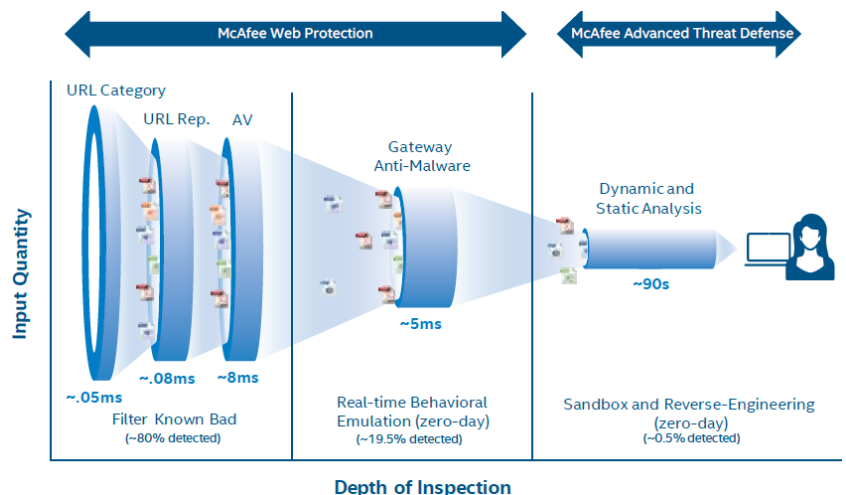 McAfee Web Protection
McAfee Advanced Threat Defense
URL Category
URL Rep.
AV
Gateway
Anti-Malware
Dynamic and
Static Analysis
~.05ms
~.08ms
~8ms
~5ms
~90s
Filter Known Bad
(~80% detected)
Real-time Behavioral
Emulation (zero-day)
(~19.5% detected)
Sandbox and Reverse-Engineering
(zero-day)
(~0.5% detected)
Input Quantity
Depth of Inspection